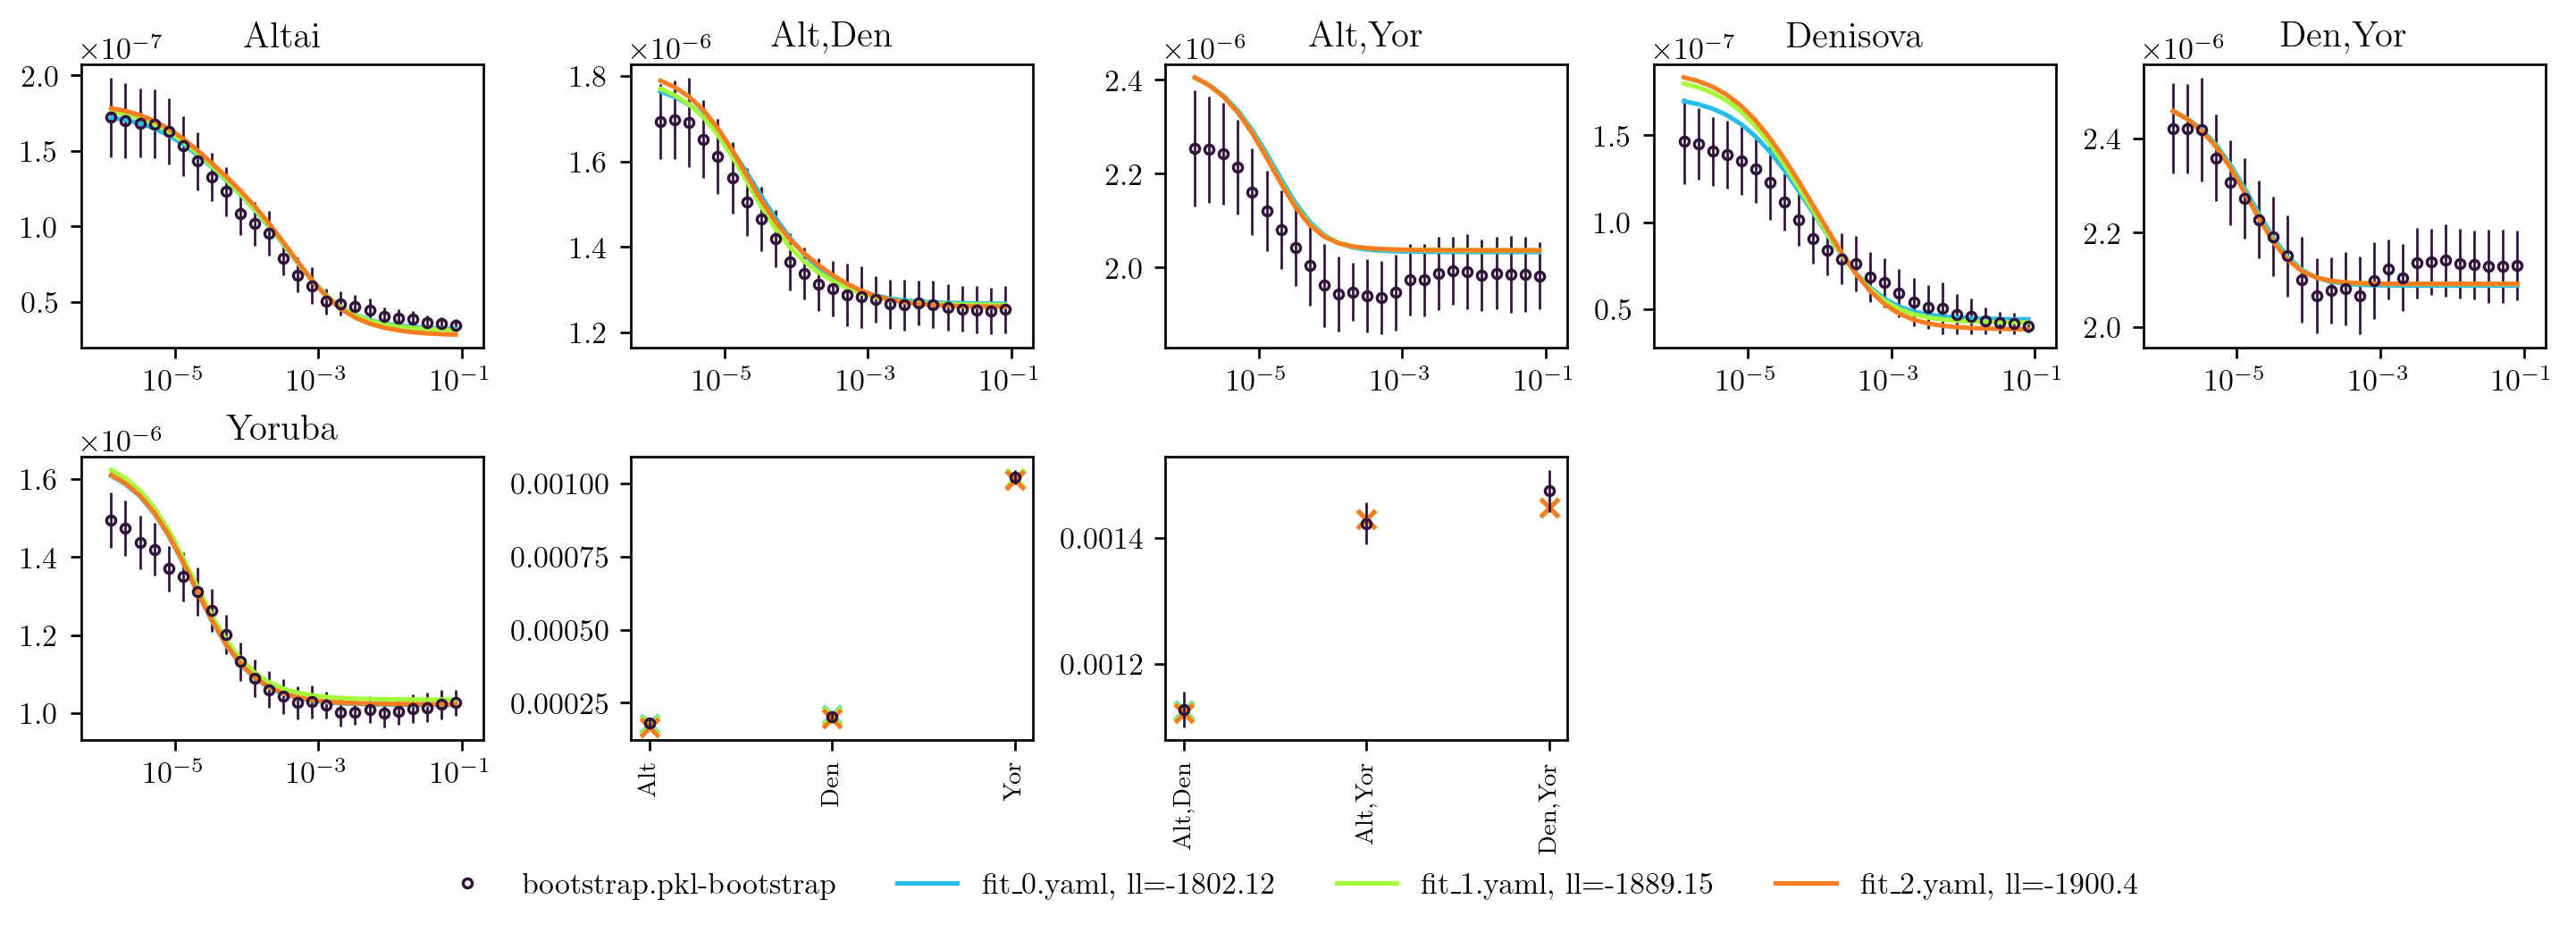 Altai
Alt,Den
Alt,Yor
Denisova
Den,Yor
×10⁻⁷
×10⁻⁶
×10⁻⁶
×10⁻⁷
×10⁻⁶
2.0
1.5
1.0
0.5
1.8
1.6
1.4
1.2
2.4
2.2
2.0
1.5
1.0
0.5
2.4
2.2
2.0
10⁻⁵ 10⁻³ 10⁻¹
10⁻⁵ 10⁻³ 10⁻¹
10⁻⁵ 10⁻³ 10⁻¹
10⁻⁵ 10⁻³ 10⁻¹
10⁻⁵ 10⁻³ 10⁻¹
Yoruba
×10⁻⁶
1.6
1.4
1.2
1.0
10⁻⁵ 10⁻³ 10⁻¹
0.00100
0.00075
0.00050
0.00025
Alt
Den
Yor
0.0014
0.0012
Alt,Den
Alt,Yor
Den,Yor
bootstrap.pkl-bootstrap
fit_0.yaml, ll=-1802.12
fit_1.yaml, ll=-1889.15
fit_2.yaml, ll=-1900.4